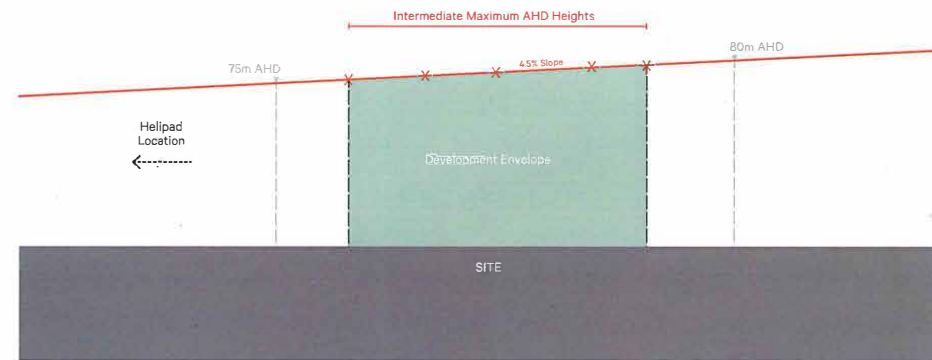 Intermediate Maximum AHD Heights
75m AHD
4.5% Slope
80m AHD
Helipad
Location
Development Envelope
SITE